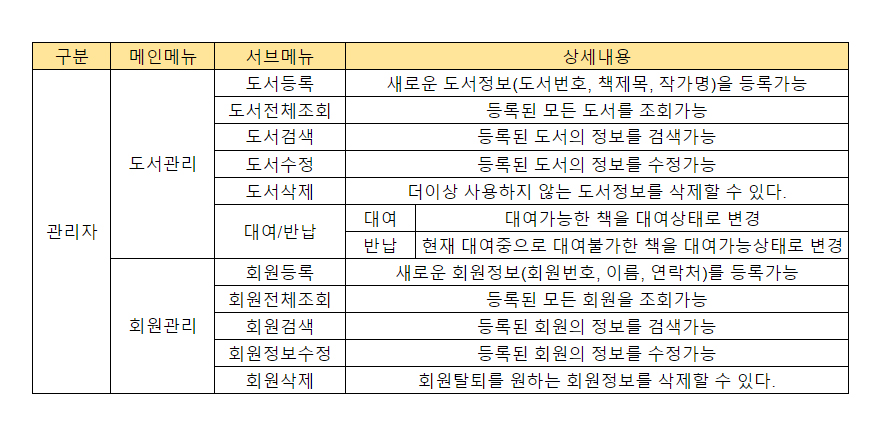 구분 메인메뉴 서브메뉴 상세내용
도서등록 새로운 도서정보(도서번호, 책제목, 작가명)을 등록가능
도서전체조회 등록된 모든 도서를 조회가능
도서검색 등록된 도서의 정보를 검색가능
도서관리
도서수정 등록된 도서의 정보를 수정가능
도서삭제 더이상 사용하지 않는 도서정보를 삭제할 수 있다.
관리자
대여/반납
대여 대여가능한 책을 대여상태로 변경
반납 현재 대여중으로 대여불가한 책을 대여가능상태로 변경
회원등록 새로운 회원정보(회원번호, 이름, 연락처)를 등록가능
회원전체조회 등록된 모든 회원을 조회가능
회원관리
회원검색 등록된 회원의 정보를 검색가능
회원정보수정 등록된 회원의 정보를 수정가능
회원삭제 회원탈퇴를 원하는 회원정보를 삭제할 수 있다.